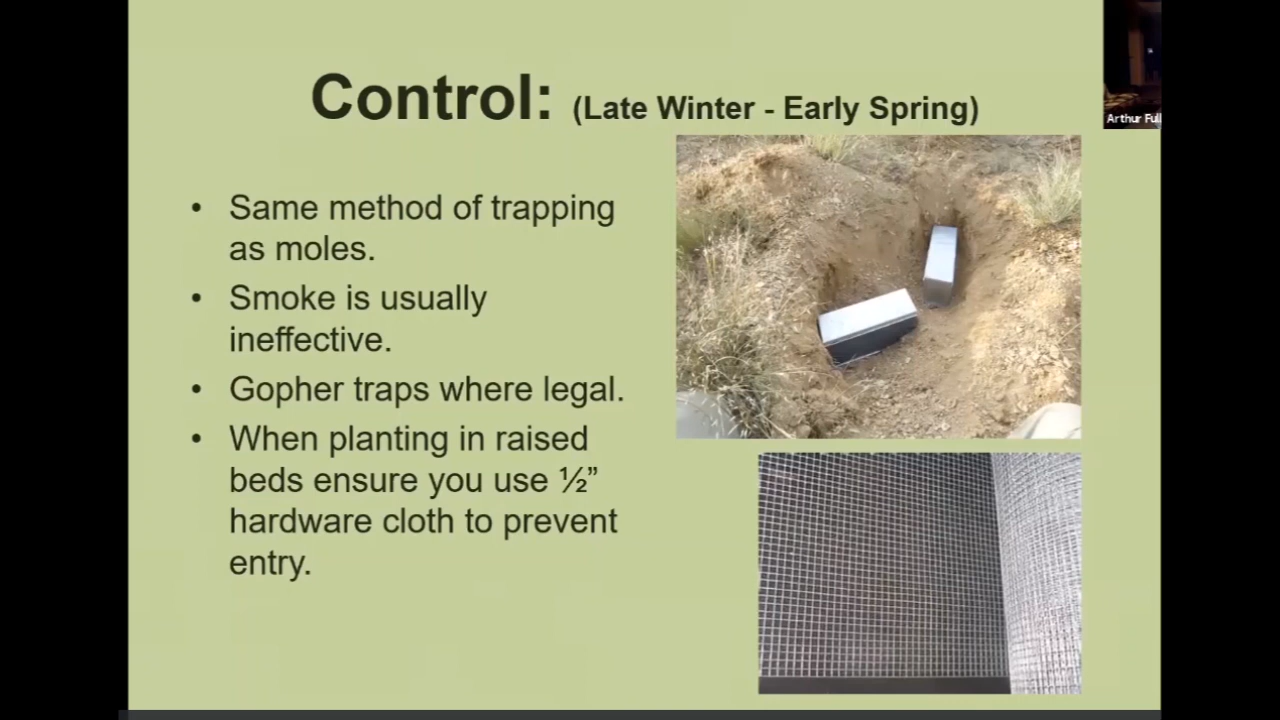 Control: (Late Winter - Early Spring)
Arthur Full
• Same method of trapping
as moles.
• Smoke is usually
ineffective.
• Gopher traps where legal.
• When planting in raised
beds ensure you use ½”
hardware cloth to prevent
entry.